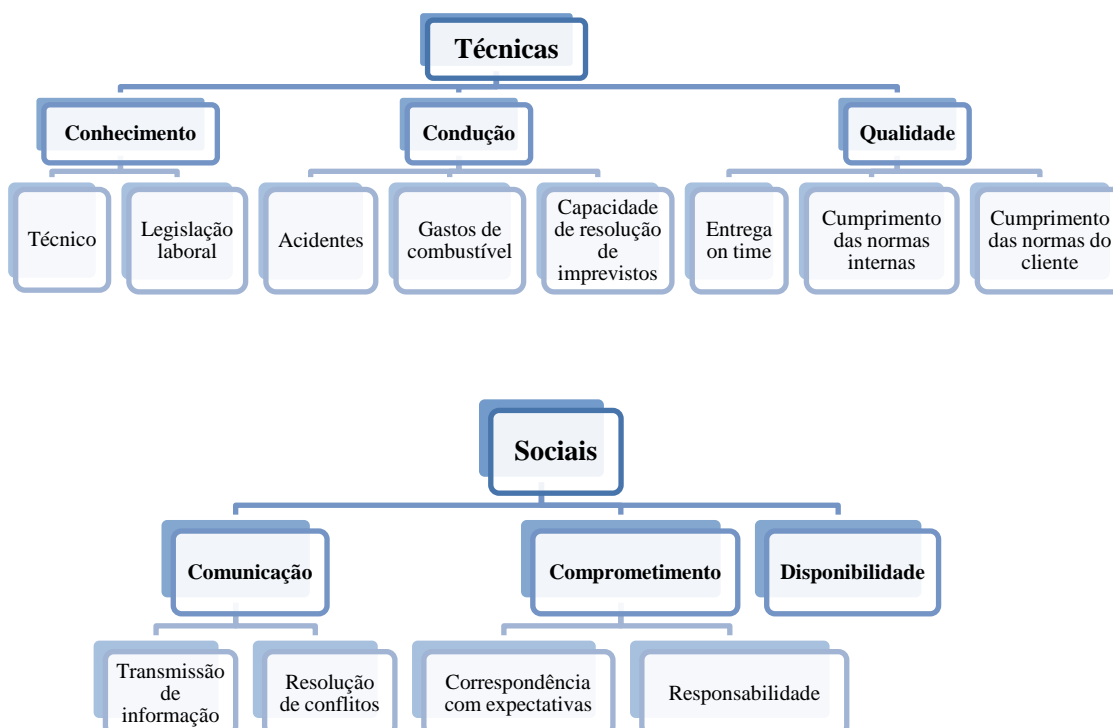 Técnicas
Conhecimento
Condução
Qualidade
Técnico
Legislação
laboral
Acidentes
Gastos de
combustível
Capacidade
de resolução
de
imprevistos
Entrega
on time
Cumprimento
das normas
internas
Cumprimento
das normas do
cliente
Sociais
Comunicação
Comprometimento
Disponibilidade
Transmissão
de
informação
Resolução
de conflitos
Correspondência
com expectativas
Responsabilidade